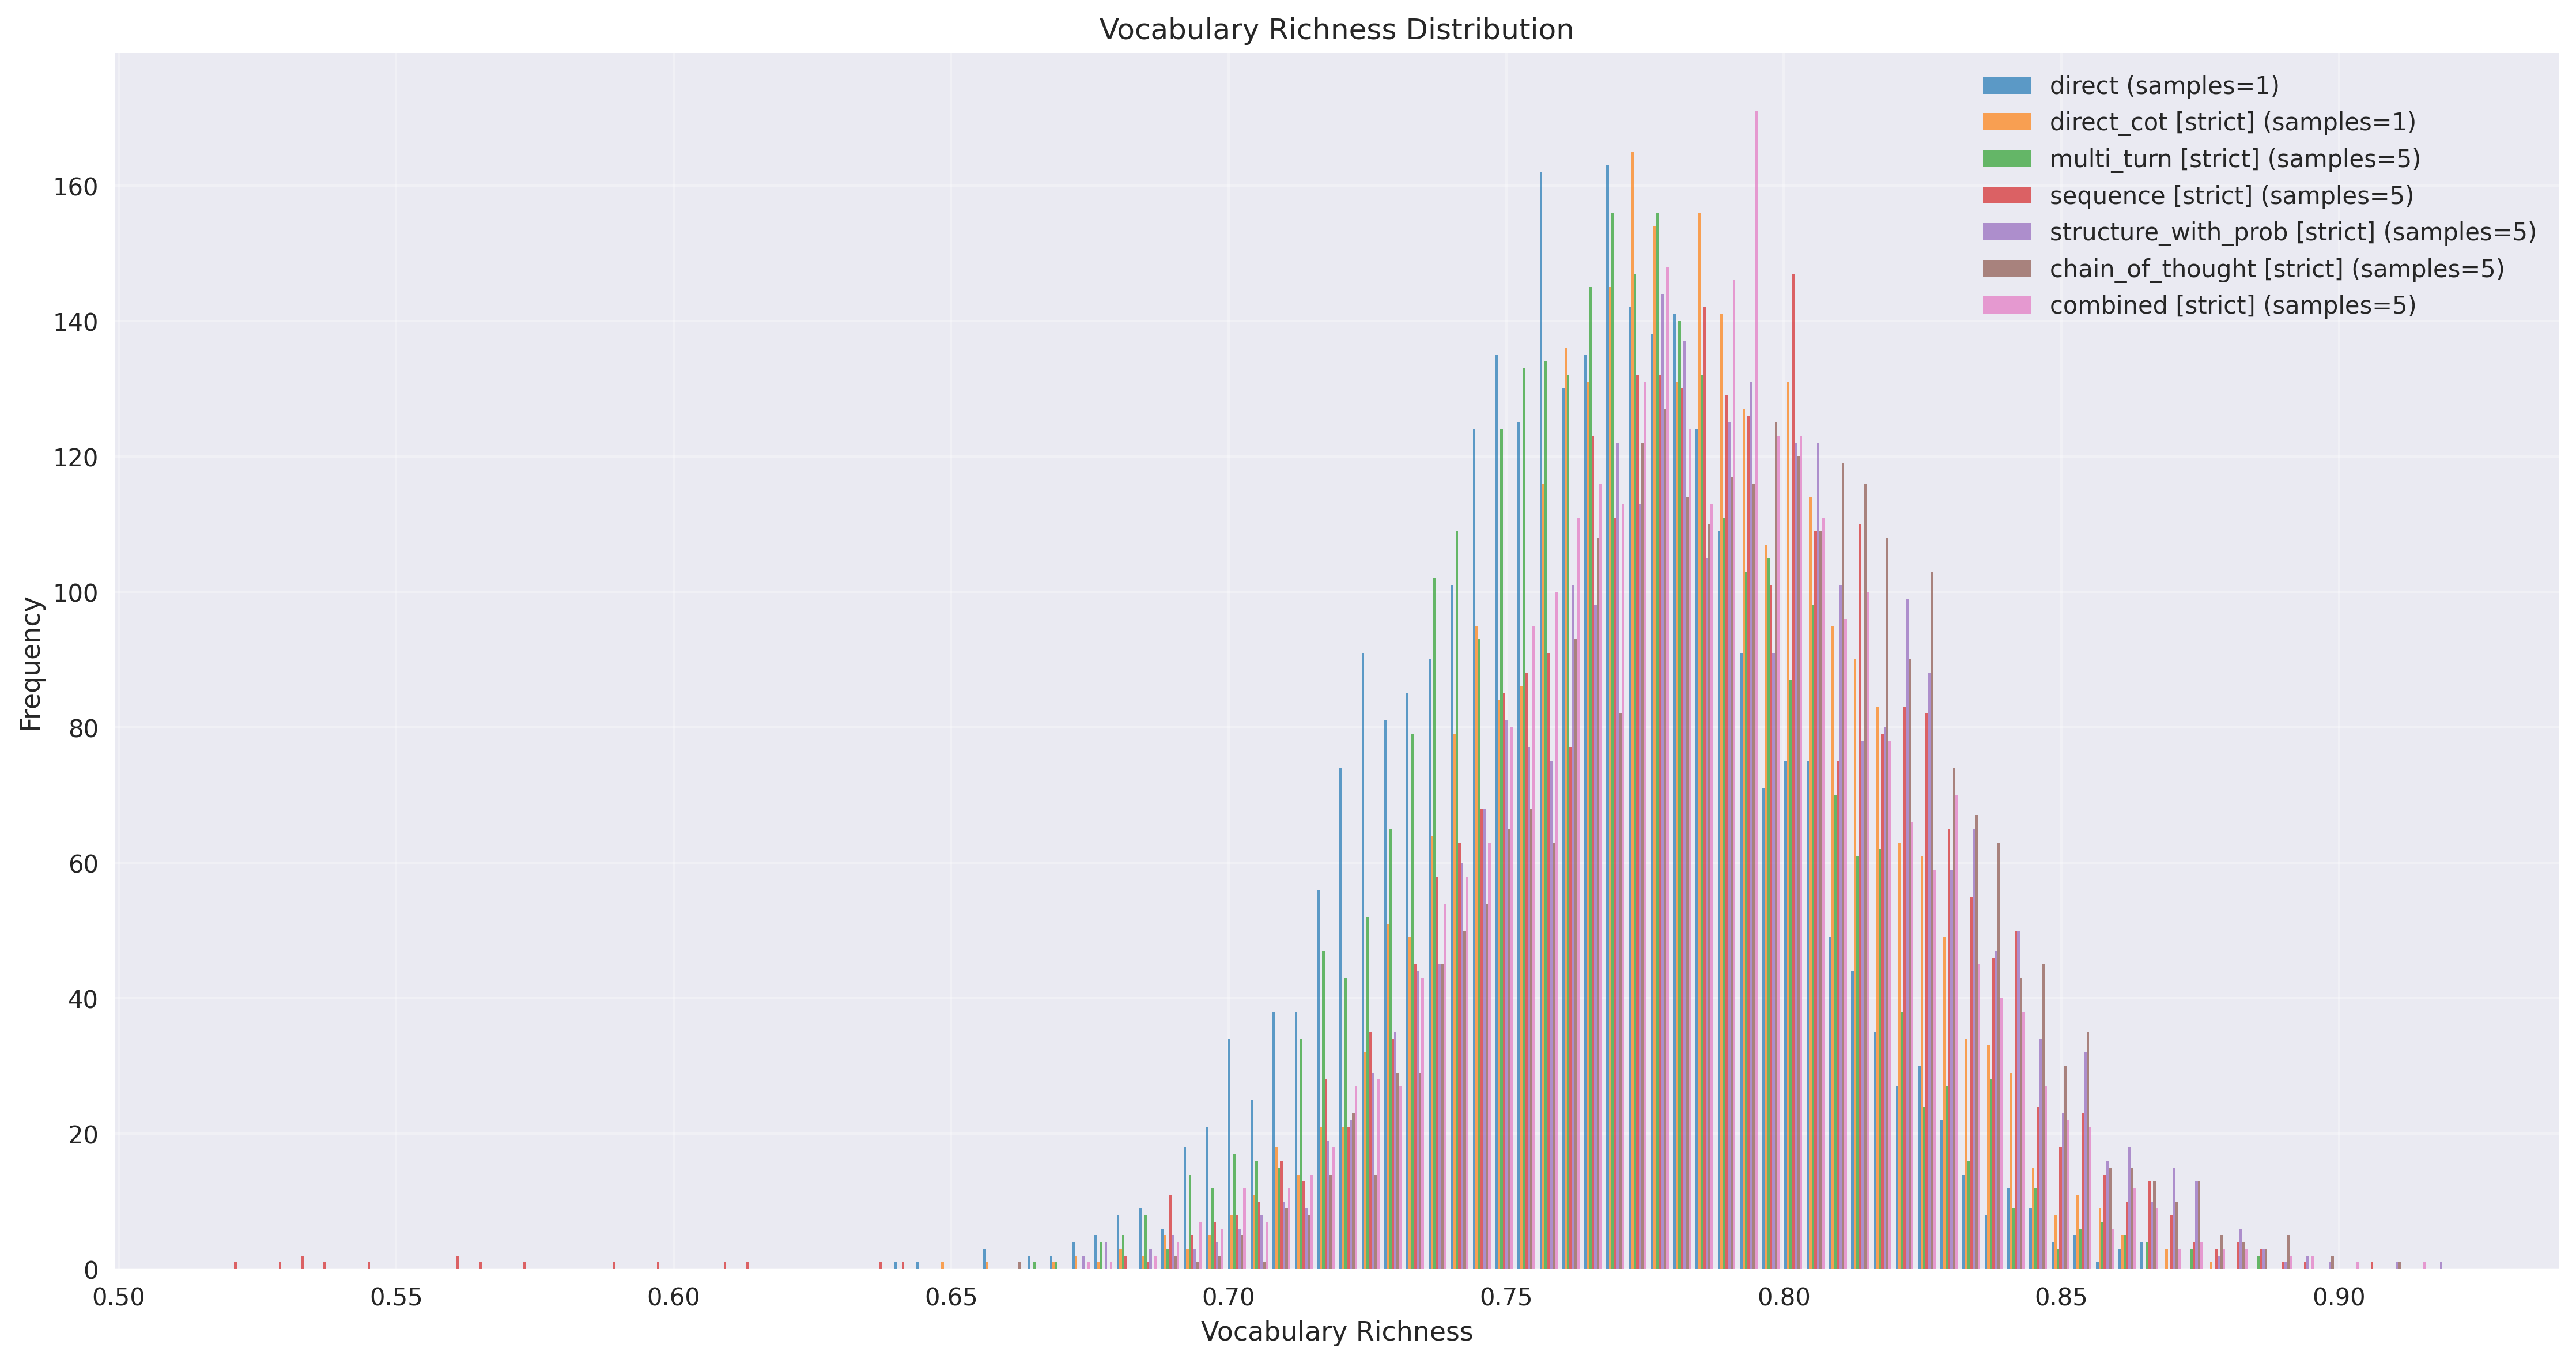 Vocabulary Richness Distribution
direct (samples=1)
direct_cot [strict] (samples=1)
multi_turn [strict] (samples=5)
sequence [strict] (samples=5)
structure_with_prob [strict] (samples=5)
chain_of_thought [strict] (samples=5)
combined [strict] (samples=5)
Frequency
160
140
120
100
80
60
40
20
0
0.50 0.55 0.60 0.65 0.70 0.75 0.80 0.85 0.90
Vocabulary Richness